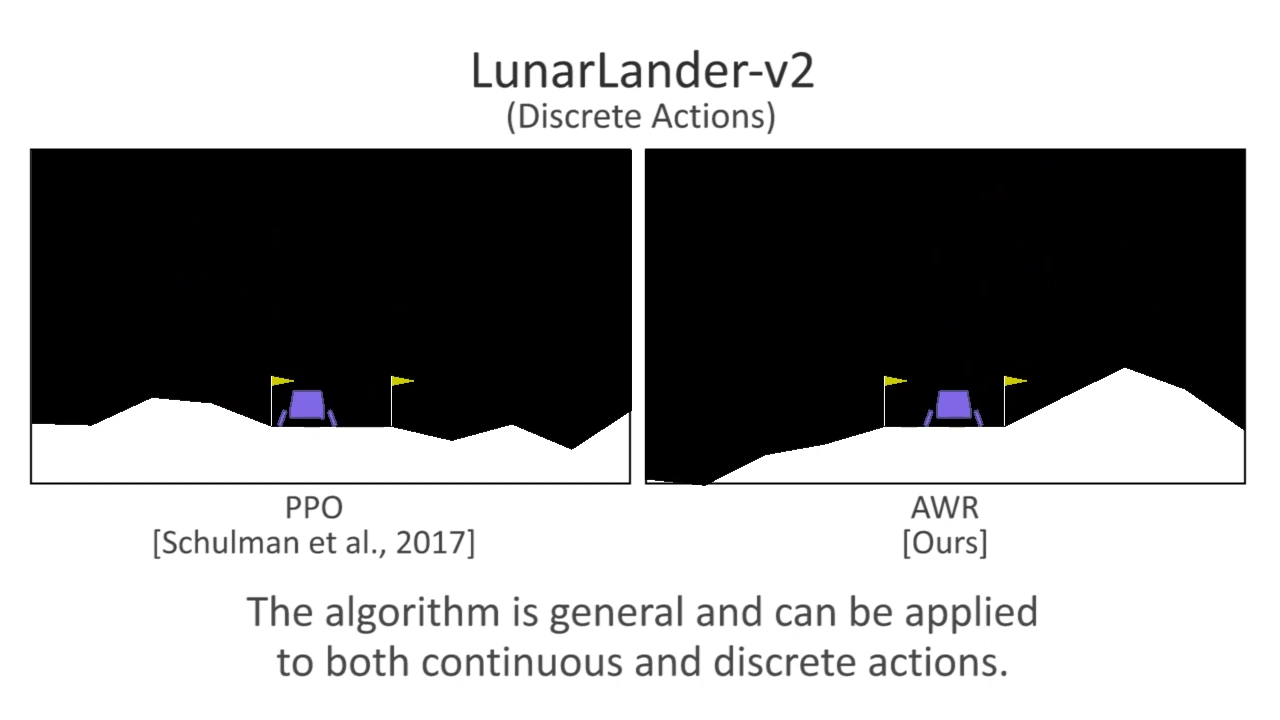 LunarLander-v2
(Discrete Actions)
PPO
[Schulman et al., 2017]
AWR
[Ours]
The algorithm is general and can be applied
to both continuous and discrete actions.